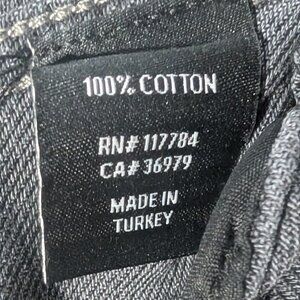 100% COTTON
RN# 117784
CA# 36979
MADE IN
TURKEY